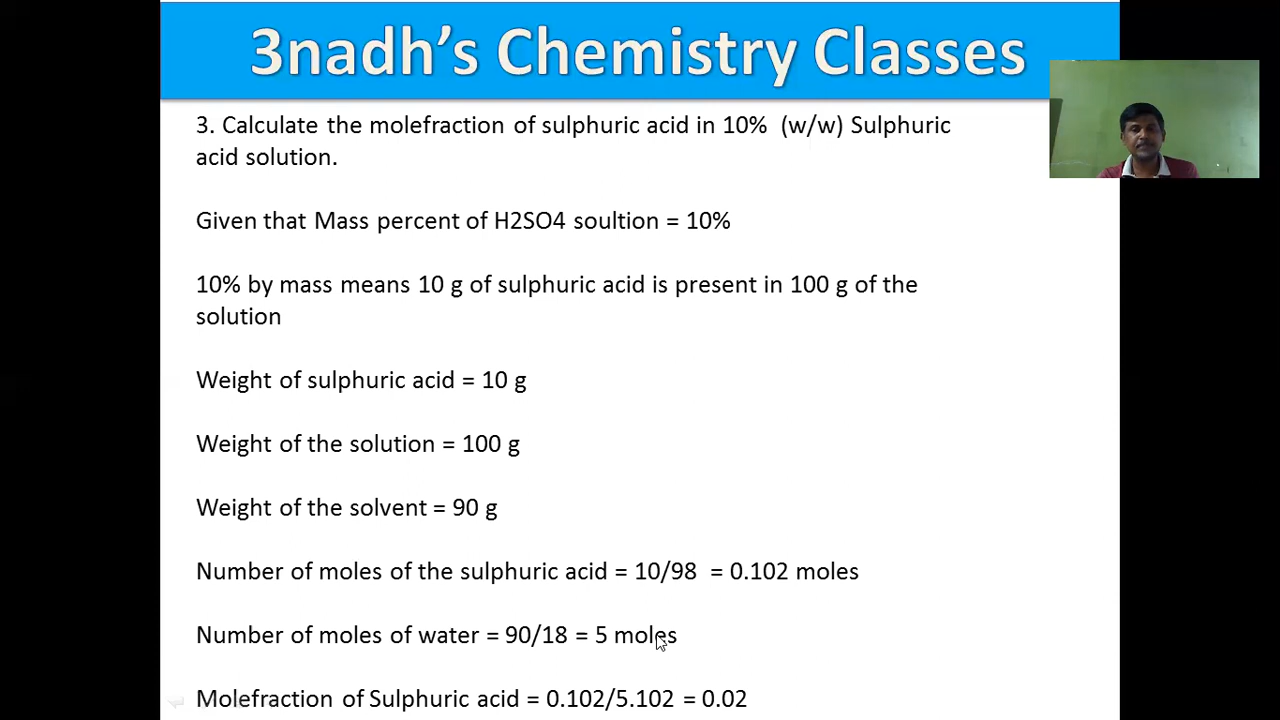 3nadh's Chemistry Classes
3. Calculate the molefraction of sulphuric acid in 10%  (w/w) Sulphuric
acid solution.
Given that Mass percent of H2SO4 soultion = 10%
10% by mass means 10 g of sulphuric acid is present in 100 g of the
solution
Weight of sulphuric acid = 10 g
Weight of the solution = 100 g
Weight of the solvent = 90 g
Number of moles of the sulphuric acid = 10/98  = 0.102 moles
Number of moles of water = 90/18 = 5 moles
Molefraction of Sulphuric acid = 0.102/5.102 = 0.02